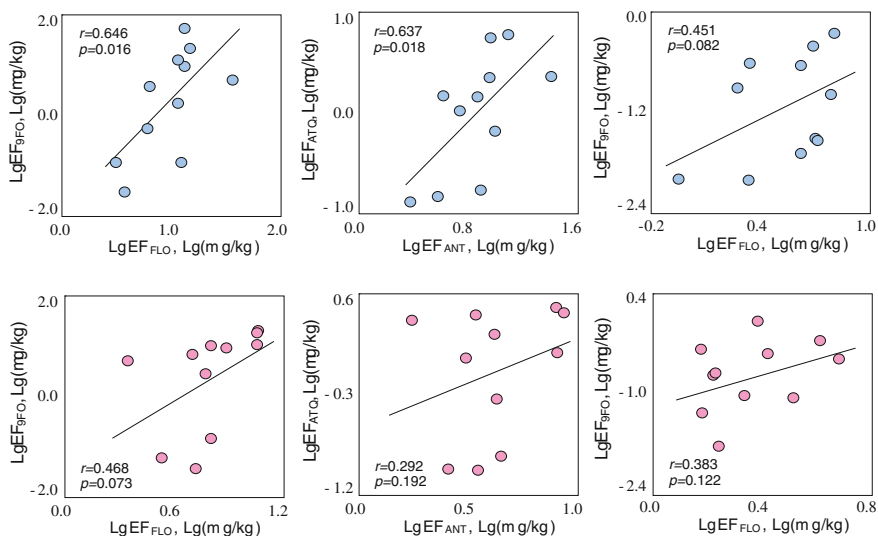 2.0
r=0.646
p=0.016
0.0
- 2.0
LgEF9FO, Lg(mg/kg)
0.0
1.0
2.0
LgEFFLO, Lg(mg/kg)
1.0
r=0.637
p=0.018
0.0
- 1.0
LgEFATQ, Lg(mg/kg)
0.0
0.8
1.6
LgEFANT, Lg(mg/kg)
0.0
r=0.451
p=0.082
- 1.2
- 2.4
LgEF9FO, Lg(mg/kg)
-0.2
0.4
1.0
LgEFFLO, Lg(mg/kg)
2.0
0.0
r=0.468
p=0.073
- 2.0
LgEF9FO, Lg(mg/kg)
0.0
0.6
1.2
LgEFFLO, Lg(mg/kg)
0.6
- 0.3
r=0.292
p=0.192
- 1.2
LgEFATQ, Lg(mg/kg)
0.0
0.5
1.0
LgEFANT, Lg(mg/kg)
0.4
- 1.0
r=0.383
p=0.122
- 2.4
LgEF9FO, Lg(mg/kg)
0.0
0.4
0.8
LgEFFLO, Lg(mg/kg)